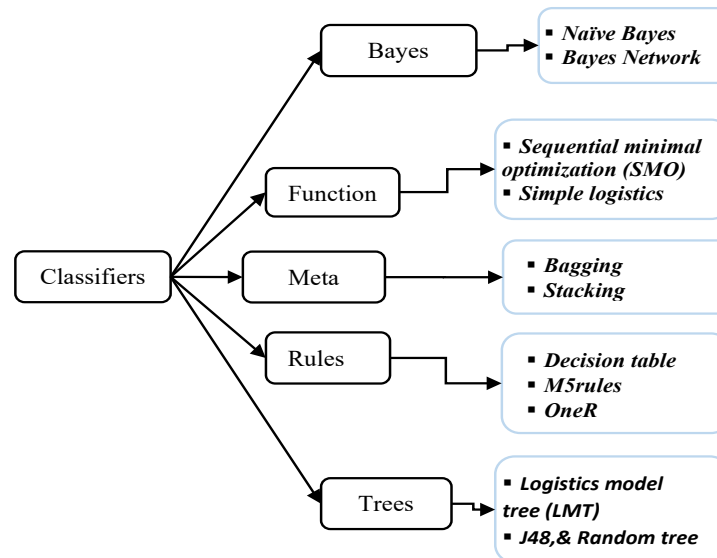 Bayes
▪ Naïve Bayes
▪ Bayes Network
Function
▪ Sequential minimal
optimization (SMO)
▪ Simple logistics
Classifiers
Meta
▪ Bagging
▪ Stacking
Rules
▪ Decision table
▪ M5rules
▪ OneR
Trees
▪ Logistics model
tree (LMT)
▪ J48,& Random tree